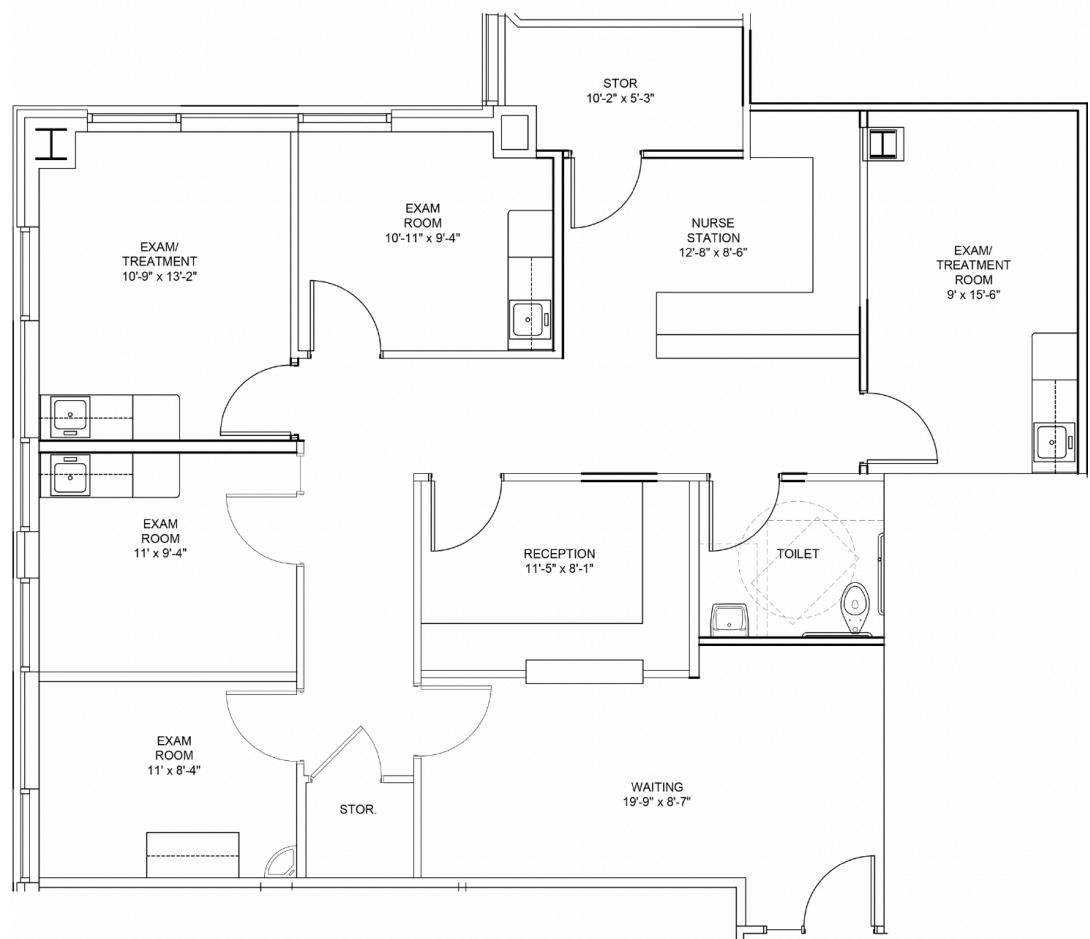 STOR
10'-2" x 5'-3"
EXAM
ROOM
10'-11" x 9'-4"
NURSE
STATION
12'-8" x 8'-6"
EXAM/
TREATMENT
10'-9" x 13'-2"
EXAM/
TREATMENT
ROOM
9' x 15'-6"
EXAM
ROOM
11' x 9'-4"
RECEPTION
11'-5" x 8'-1"
TOILET
EXAM
ROOM
11' x 8'-4"
STOR.
WAITING
19'-9" x 8'-7"